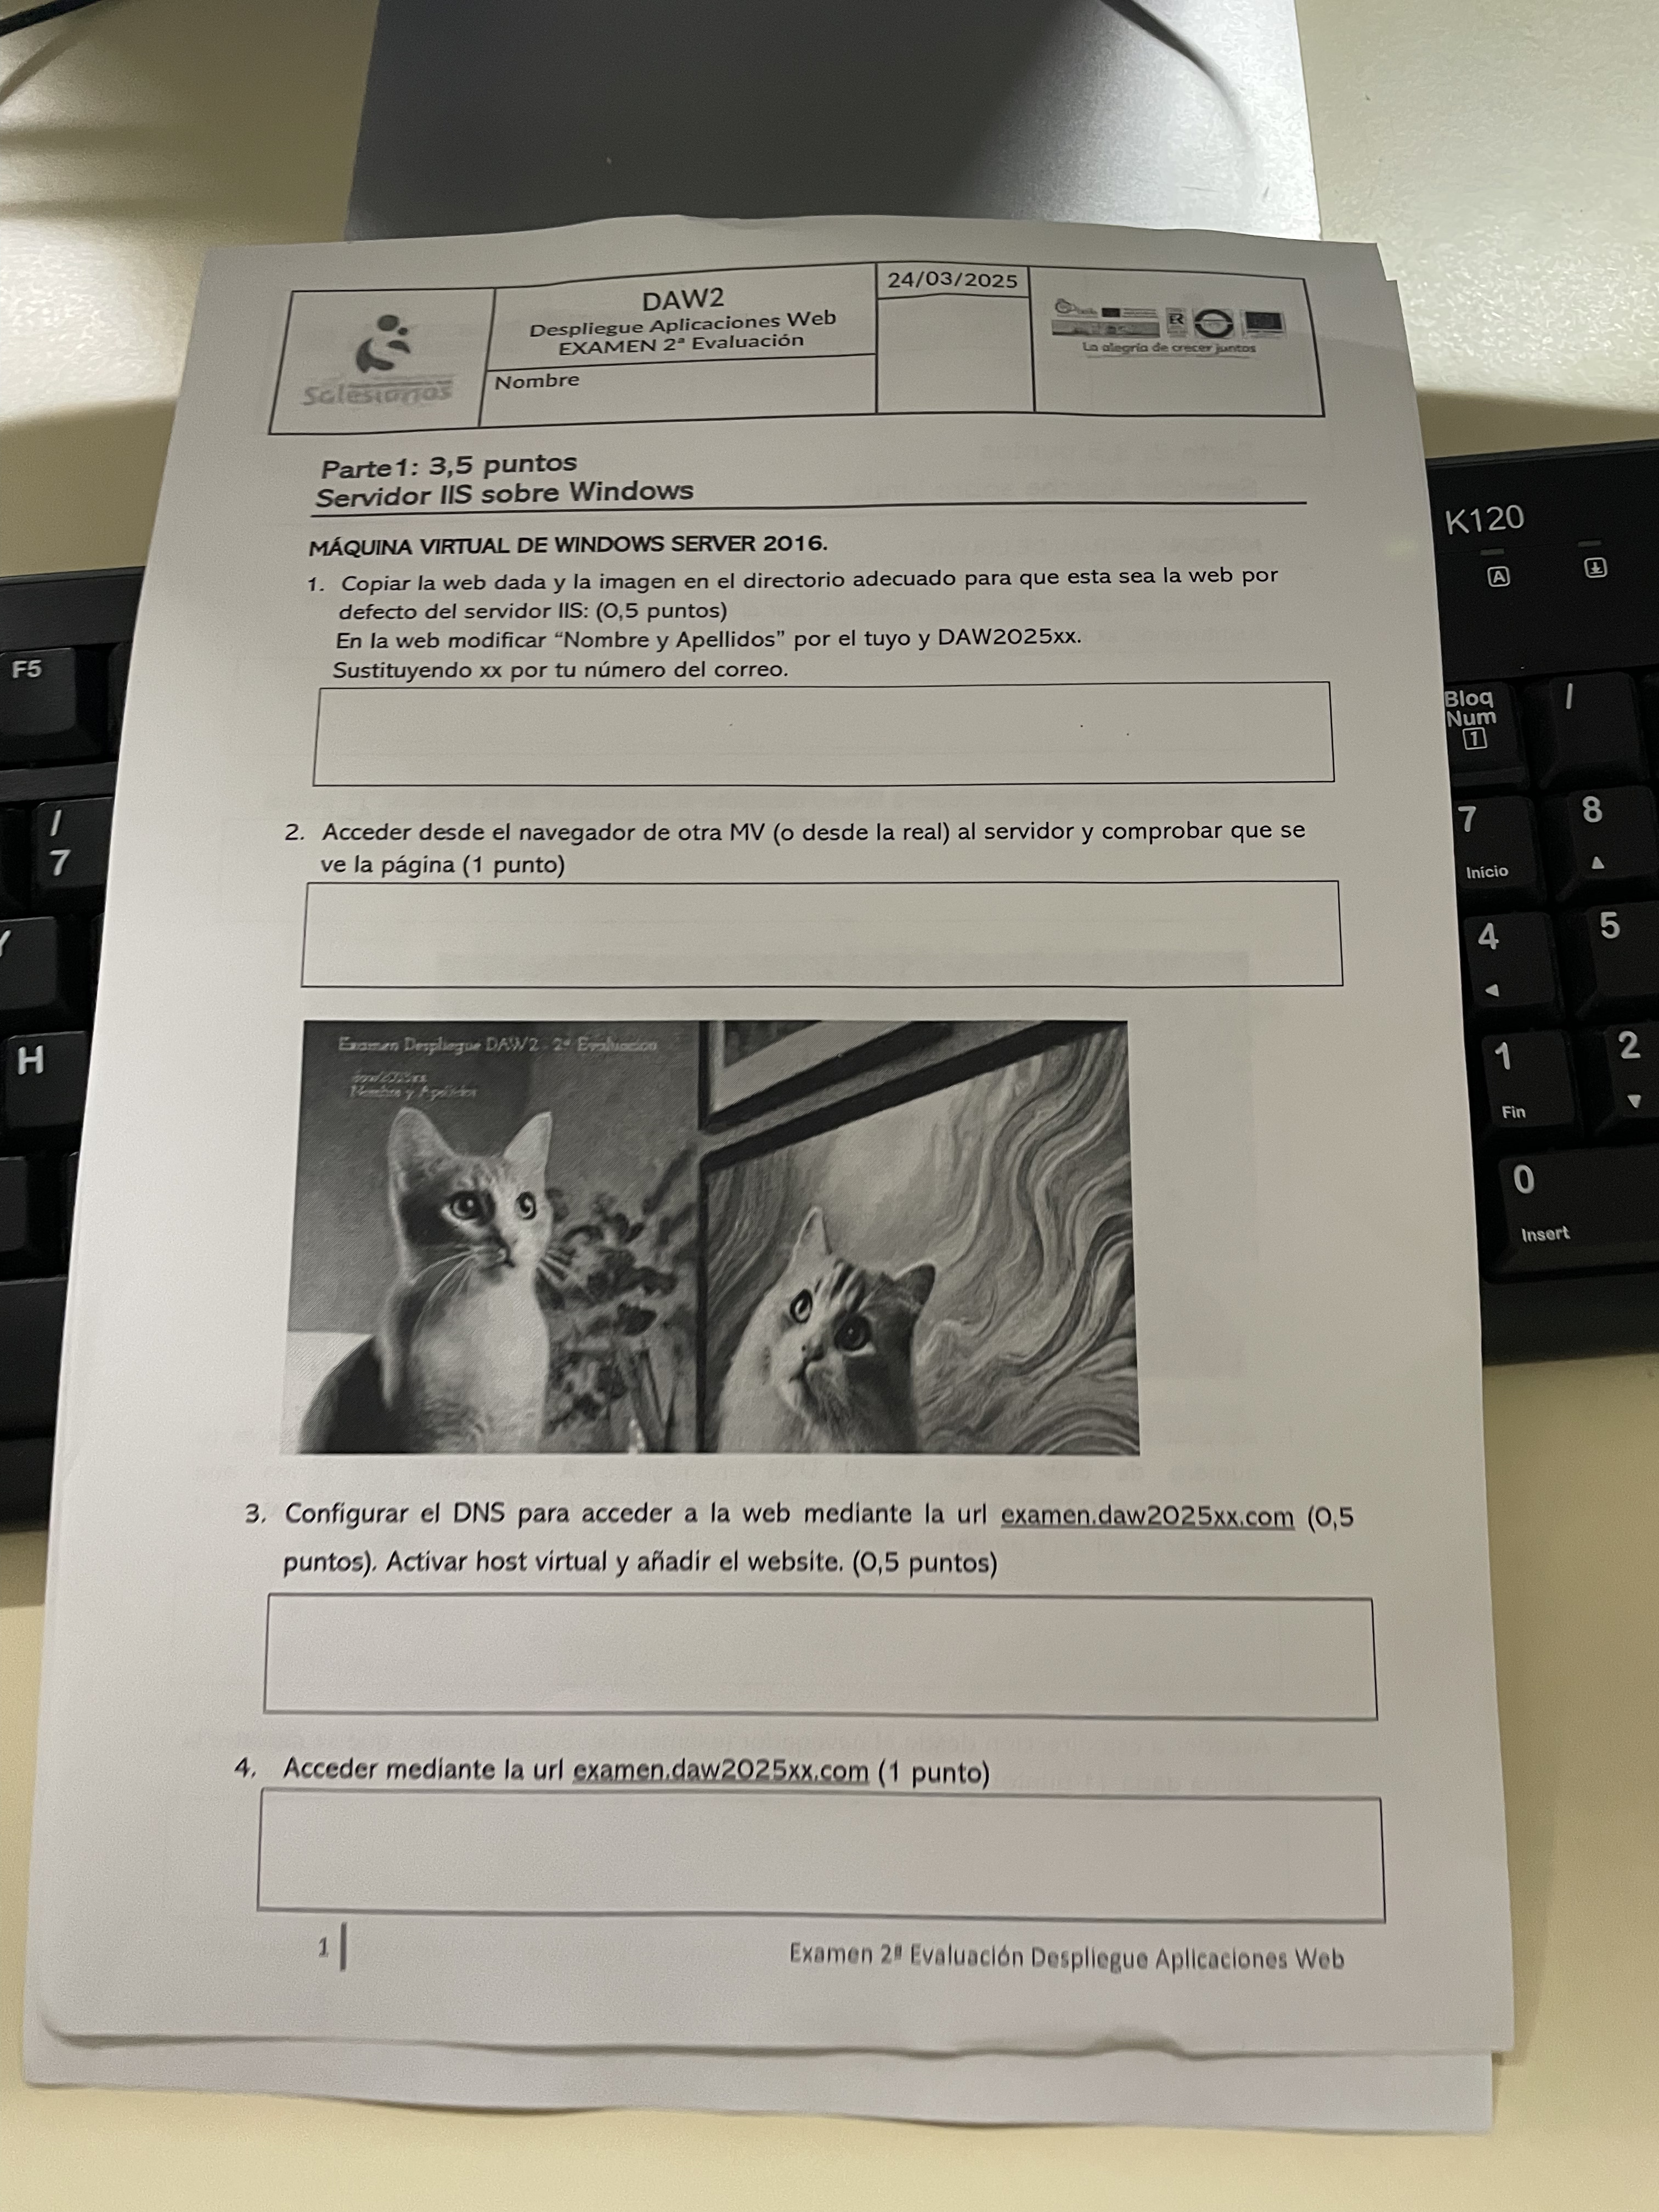 DAW2
Despliegue Aplicaciones Web
EXAMEN 2ª Evaluación
Nombre
24/03/2025
Salesianos
La alegría de crecer juntos
Parte1: 3,5 puntos
Servidor IIS sobre Windows
MÁQUINA VIRTUAL DE WINDOWS SERVER 2016.
1. Copiar la web dada y la imagen en el directorio adecuado para que esta sea la web por
defecto del servidor IIS: (0,5 puntos)
En la web modificar “Nombre y Apellidos” por el tuyo y DAW2025xx.
Sustituyendo xx por tu número del correo.
2. Acceder desde el navegador de otra MV (o desde la real) al servidor y comprobar que se
ve la página (1 punto)
Examen Despliegue DAW2 - 2ª Evaluacion
daw2025xx
Nombre y Apellidos
3. Configurar el DNS para acceder a la web mediante la url examen.daw2025xx.com (0,5
puntos). Activar host virtual y añadir el website. (0,5 puntos)
4. Acceder mediante la url examen.daw2025xx.com (1 punto)
1
Examen 2ª Evaluación Despliegue Aplicaciones Web
F5
/
7
Y
H
K120
A
Bloq
Num
1
/
7
Inicio
8
4
5
1
Fin
2
0
Insert